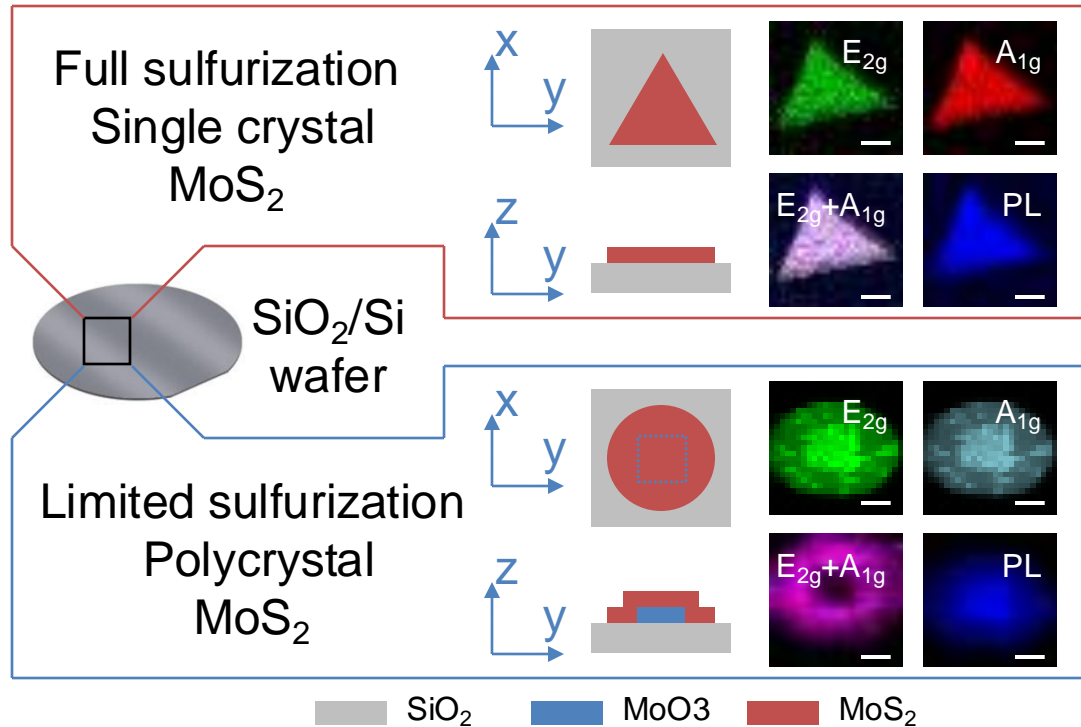 Full sulfurization
Single crystal
MoS₂
x
y
z
y
E₂g
A₁g
E₂g+A₁g
PL
SiO₂/Si
wafer
Limited sulfurization
Polycrystal
MoS₂
x
y
z
y
E₂g
A₁g
E₂g+A₁g
PL
SiO₂
MoO3
MoS₂